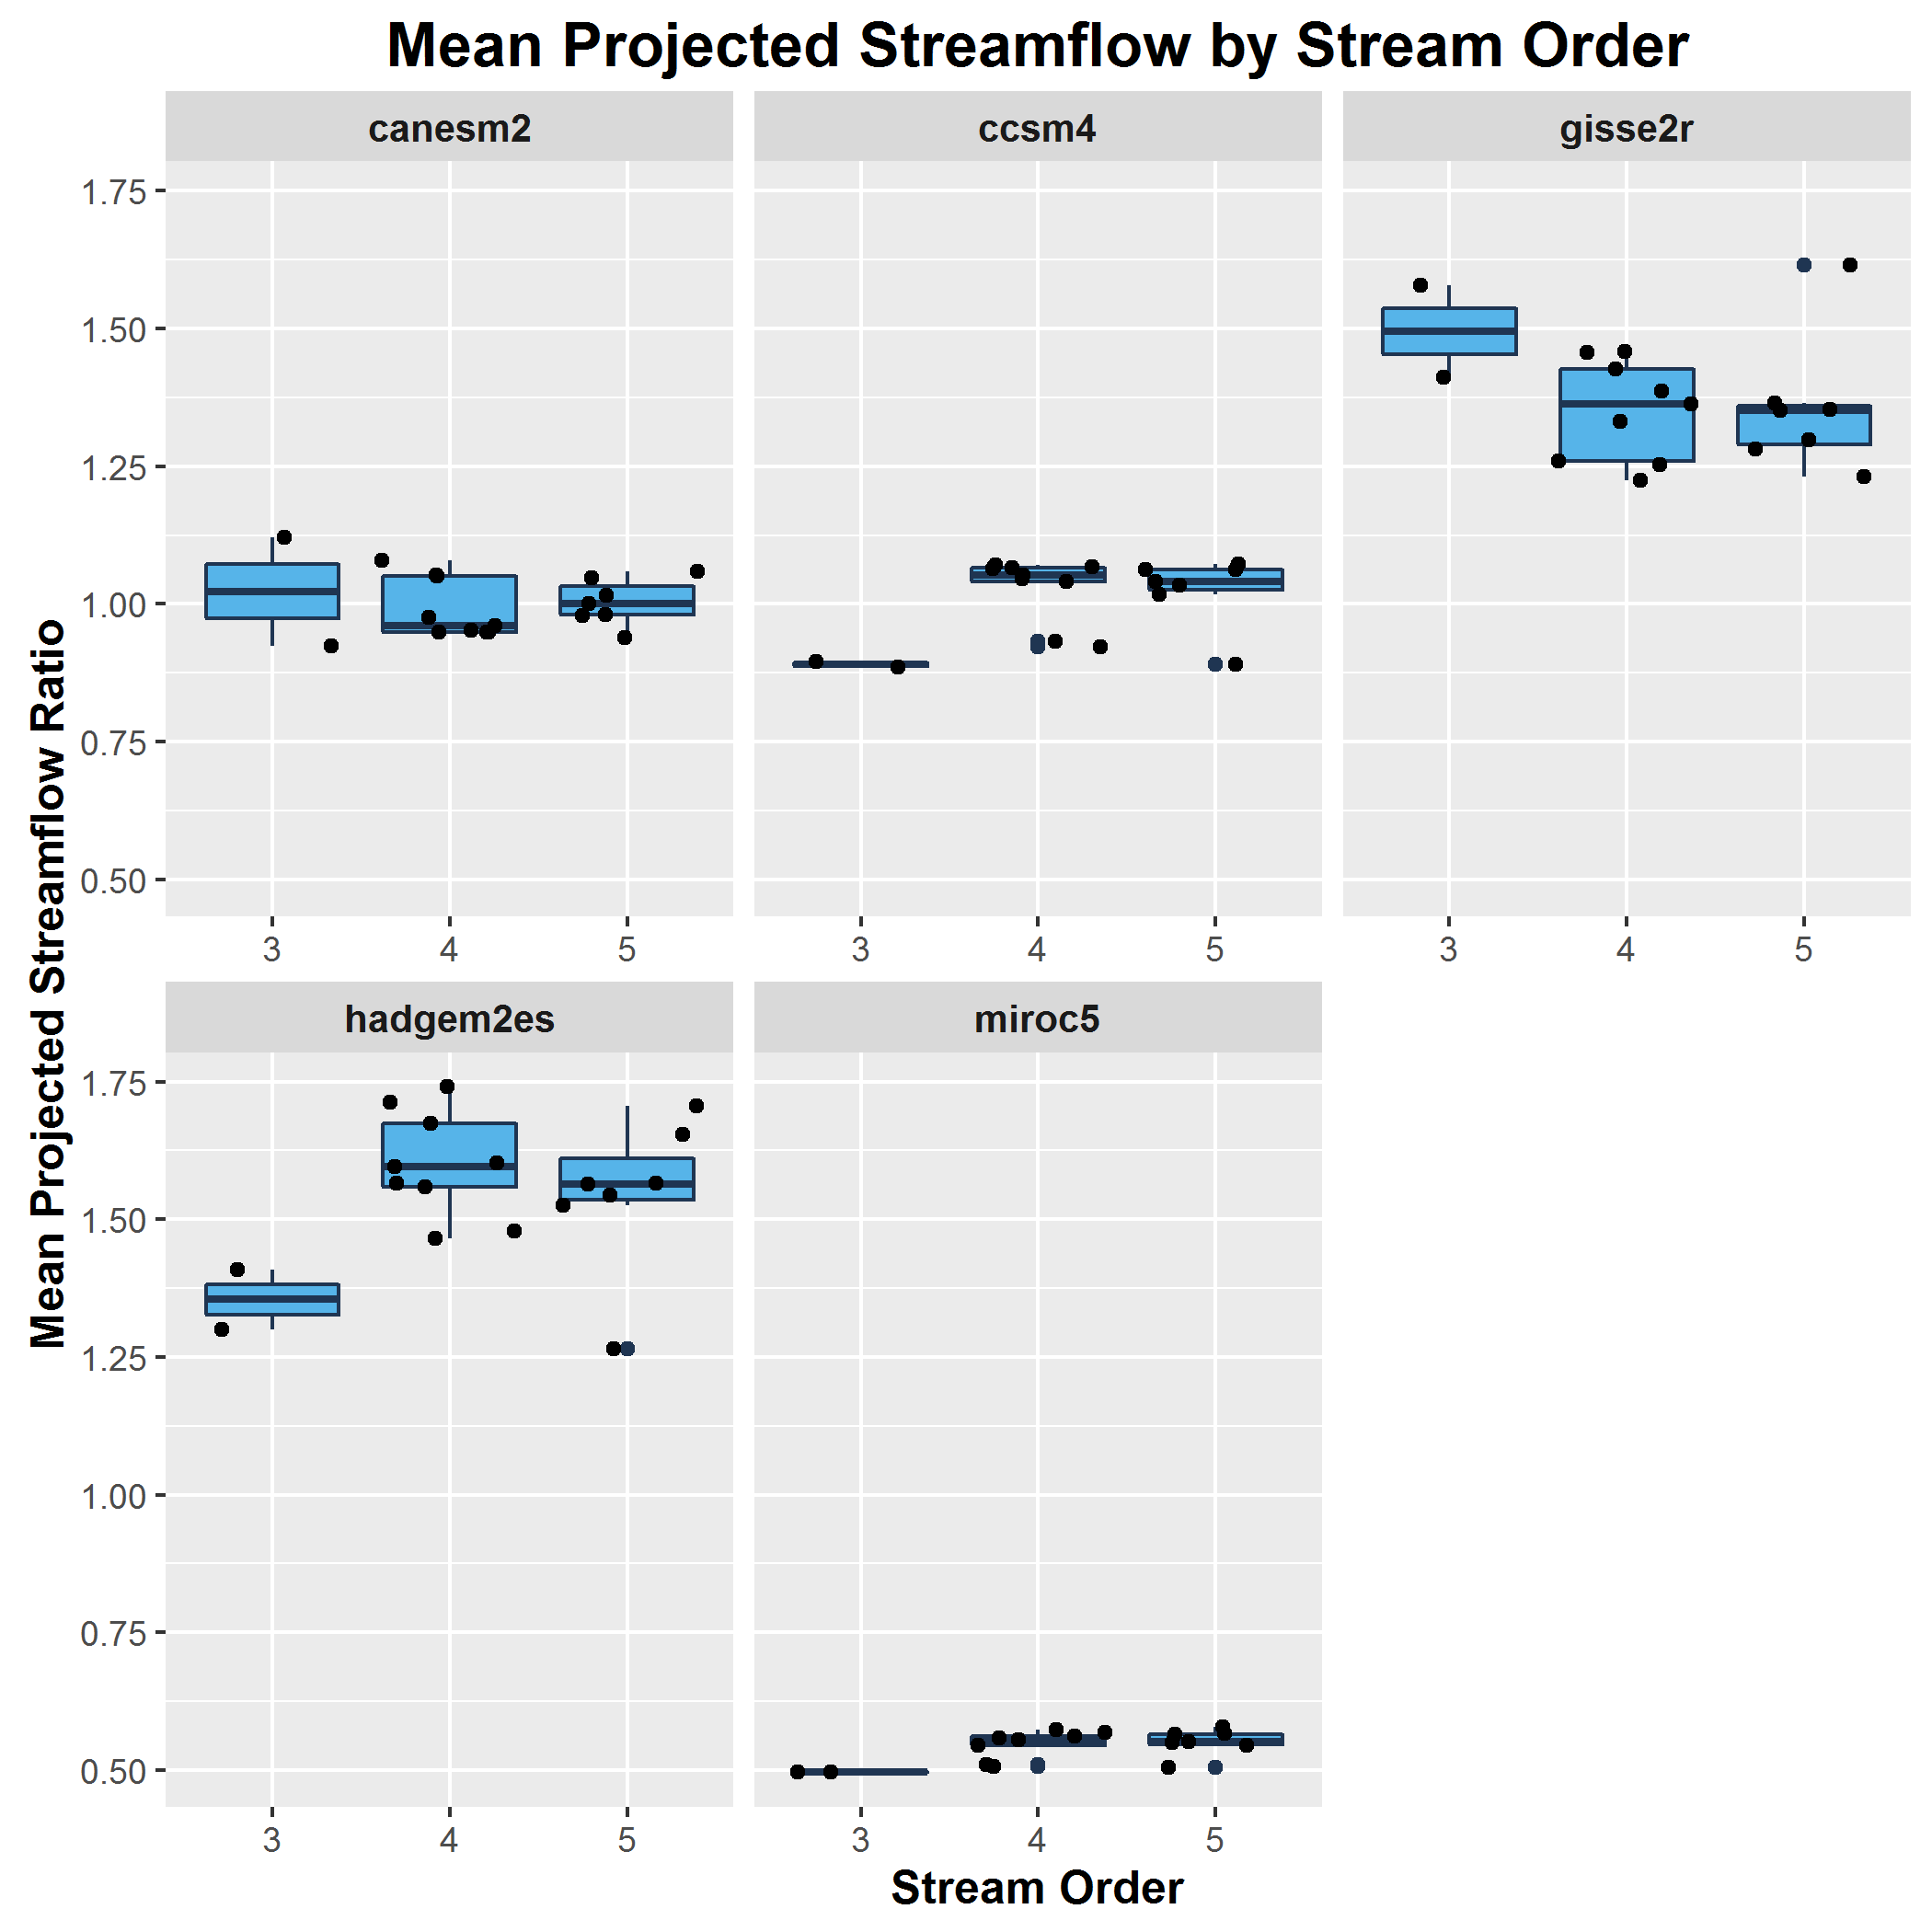 Mean Projected Streamflow by Stream Order
canesm2 ccsm4 gisse2r
1.75
1.50
1.25
1.00
0.75
0.50
3 4 5 3 4 5 3 4 5
Mean Projected Streamflow Ratio
hadgem2es miroc5
1.75
1.50
1.25
1.00
0.75
0.50
3 4 5 3 4 5
Stream Order